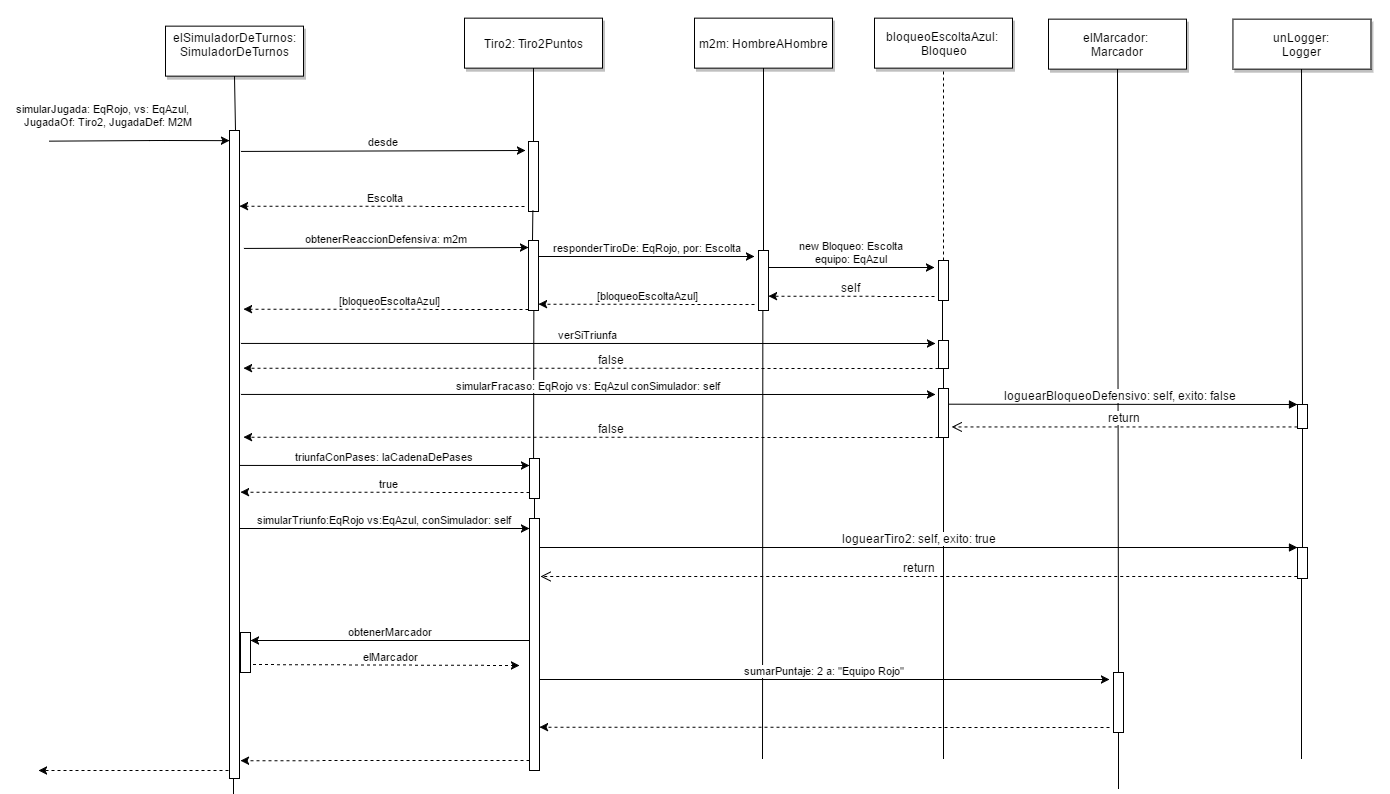 elSimuladorDeTurnos:
SimuladorDeTurnos
Tiro2: Tiro2Puntos
m2m: HombreAHombre
bloqueoEscoltaAzul:
Bloqueo
elMarcador:
Marcador
unLogger:
Logger
simularJugada: EqRojo, vs: EqAzul,
JugadaOf: Tiro2, JugadaDef: M2M
desde
Escolta
obtenerReaccionDefensiva: m2m
responderTiroDe: EqRojo, por: Escolta
new Bloqueo: Escolta
equipo: EqAzul
self
[bloqueoEscoltaAzul]
[bloqueoEscoltaAzul]
verSiTriunfa
false
simularFracaso: EqRojo vs: EqAzul conSimulador: self
loguearBloqueoDefensivo: self, exito: false
return
false
triunfaConPases: laCadenaDePases
true
simularTriunfo:EqRojo vs:EqAzul, conSimulador: self
loguearTiro2: self, exito: true
return
obtenerMarcador
elMarcador
sumarPuntaje: 2 a: "Equipo Rojo"